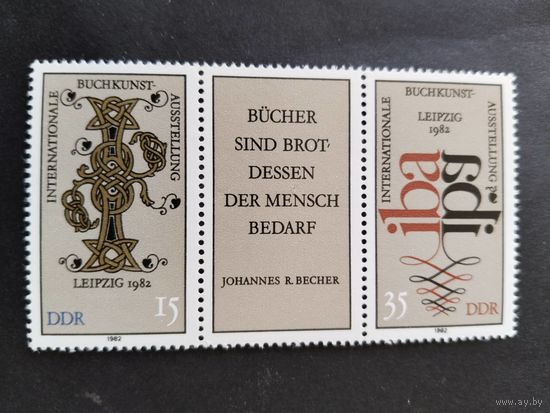 INTERNATIONALE
BUCHKUNST-
AUSSTELLUNG
LEIPZIG 1982
DDR
15
1982
BÜCHER
SIND BROT,
DESSEN
DER MENSCH
BEDARF
JOHANNES R. BECHER
INTERNATIONALE
BUCHKUNST-
AUSSTELLUNG
LEIPZIG
1982
iba
iba
35
DDR
1982
ay.by